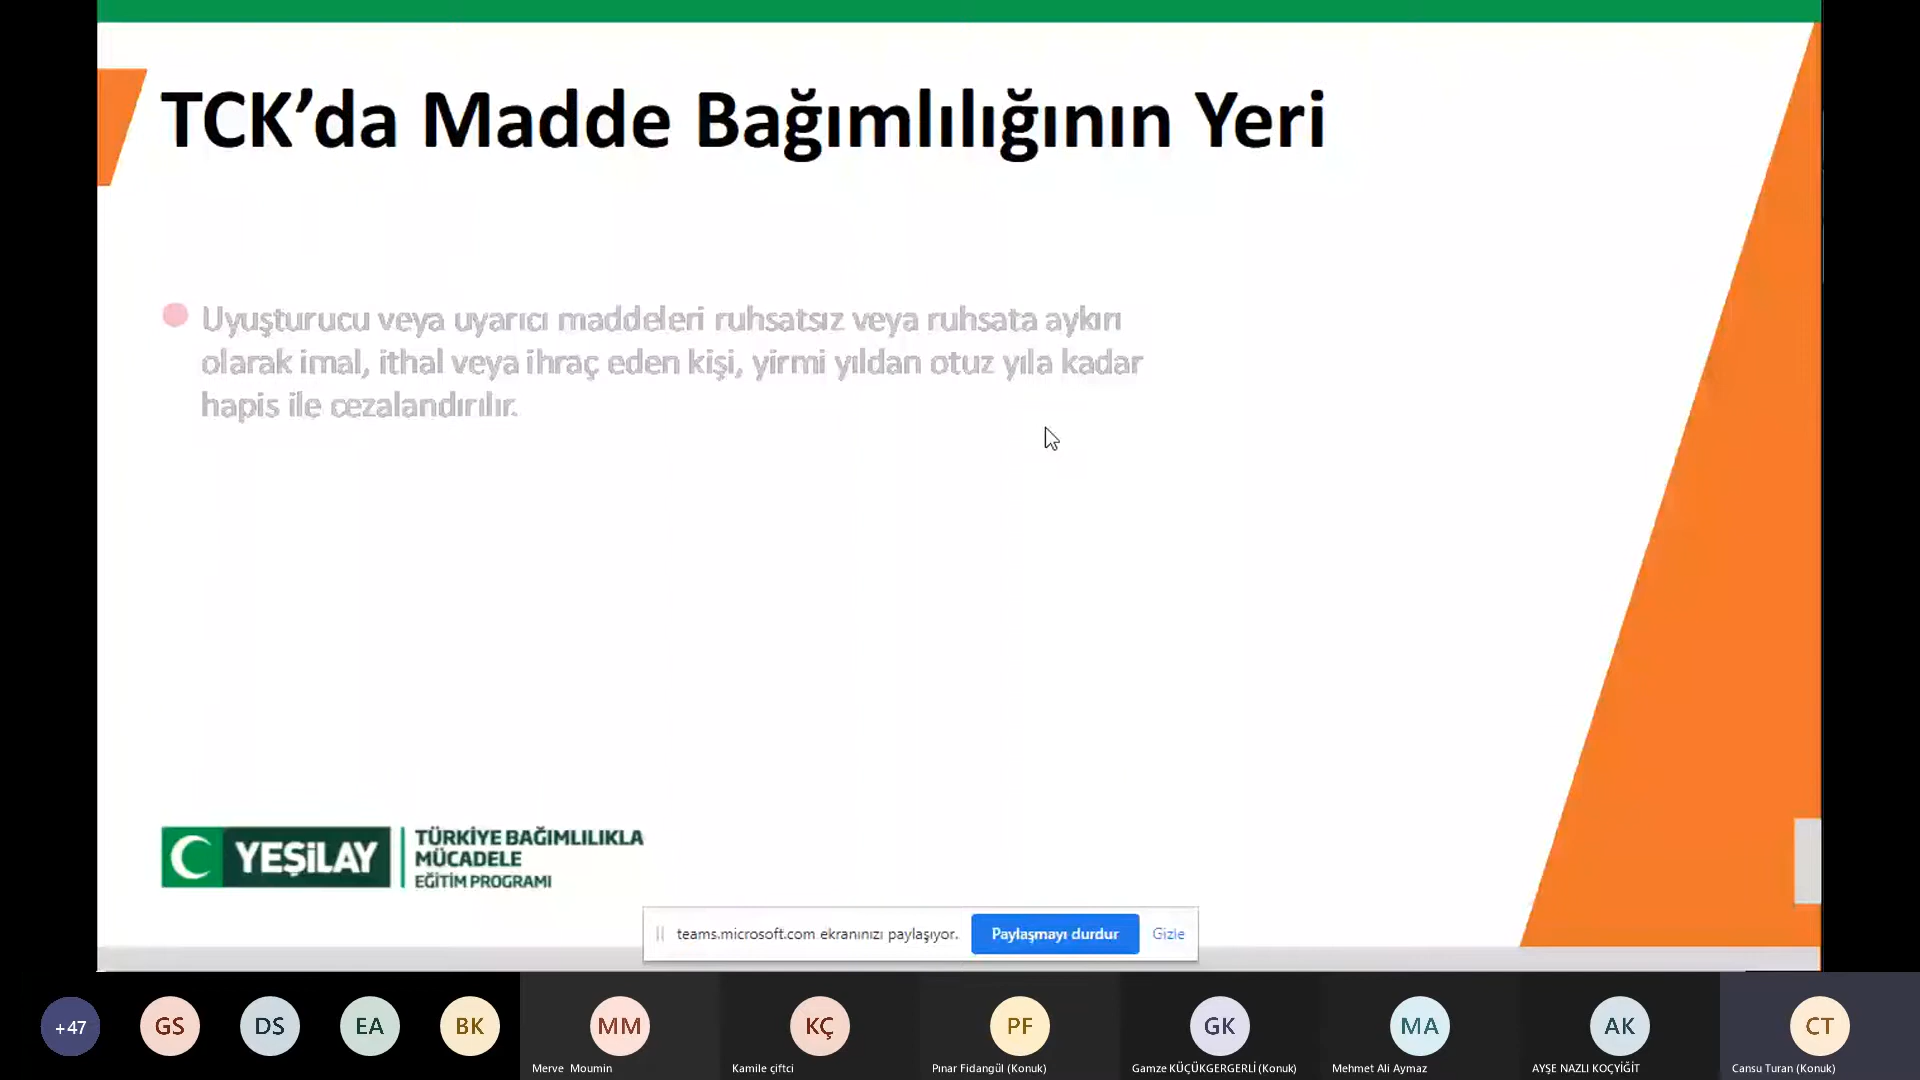 TCK’da Madde Bağımlılığının Yeri
Uyuşturucu veya uyarıcı maddeleri ruhsatsız veya ruhsata aykırı
olarak imal, ithal veya ihraç eden kişi, yirmi yıldan otuz yıla kadar
hapis ile cezalandırılır.
YEŞİLAY
TÜRKİYE BAĞIMLILIKLA
MÜCADELE
EĞİTİM PROGRAMI
teams.microsoft.com ekranınızı paylaşıyor.
Paylaşmayı durdur
Gizle
+47
GS
DS
EA
BK
MM
KÇ
PF
GK
MA
AK
CT
Merve Moumin
Kamile çiftci
Pınar Fidangül (Konuk)
Gamze KÜÇÜKGERGERLİ (Konuk)
Mehmet Ali Aymaz
AYŞE NAZLI KOÇYİĞİT
Cansu Turan (Konuk)